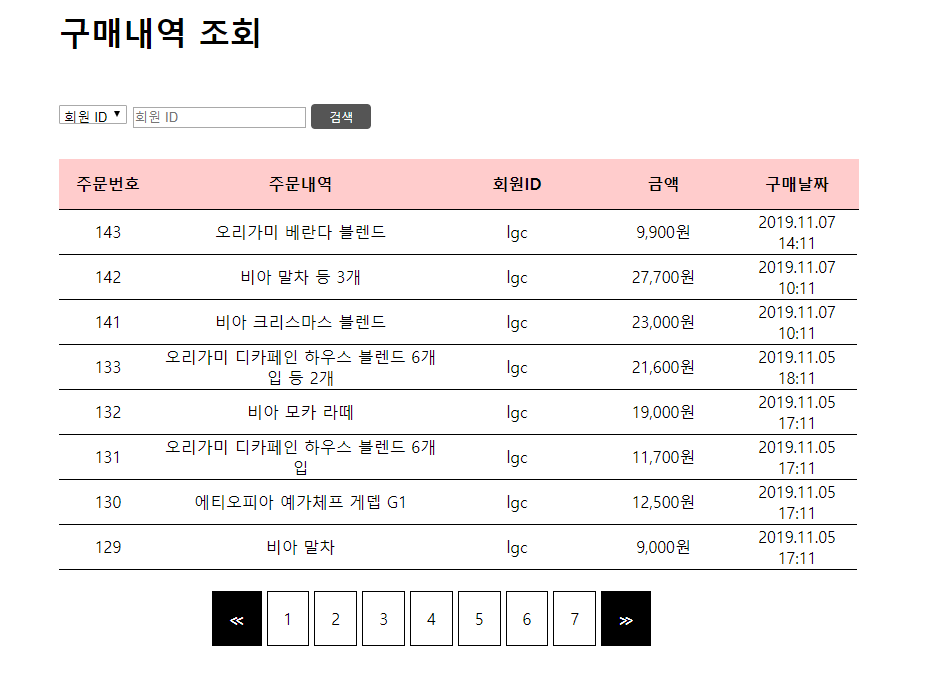 구매내역 조회
회원 ID ▼ 회원 ID 검색
주문번호 주문내역 회원ID 금액 구매날짜
143 오리가미 베란다 블렌드 lgc 9,900원 2019.11.07
14:11
142 비아 말차 등 3개 lgc 27,700원 2019.11.07
10:11
141 비아 크리스마스 블렌드 lgc 23,000원 2019.11.07
10:11
133 오리가미 디카페인 하우스 블렌드 6개 lgc 21,600원 2019.11.05
입 등 2개 18:11
132 비아 모카 라떼 lgc 19,000원 2019.11.05
17:11
131 오리가미 디카페인 하우스 블렌드 6개 lgc 11,700원 2019.11.05
입 17:11
130 에티오피아 예가체프 게뎁 G1 lgc 12,500원 2019.11.05
17:11
129 비아 말차 lgc 9,000원 2019.11.05
17:11
≪ 1 2 3 4 5 6 7 ≫